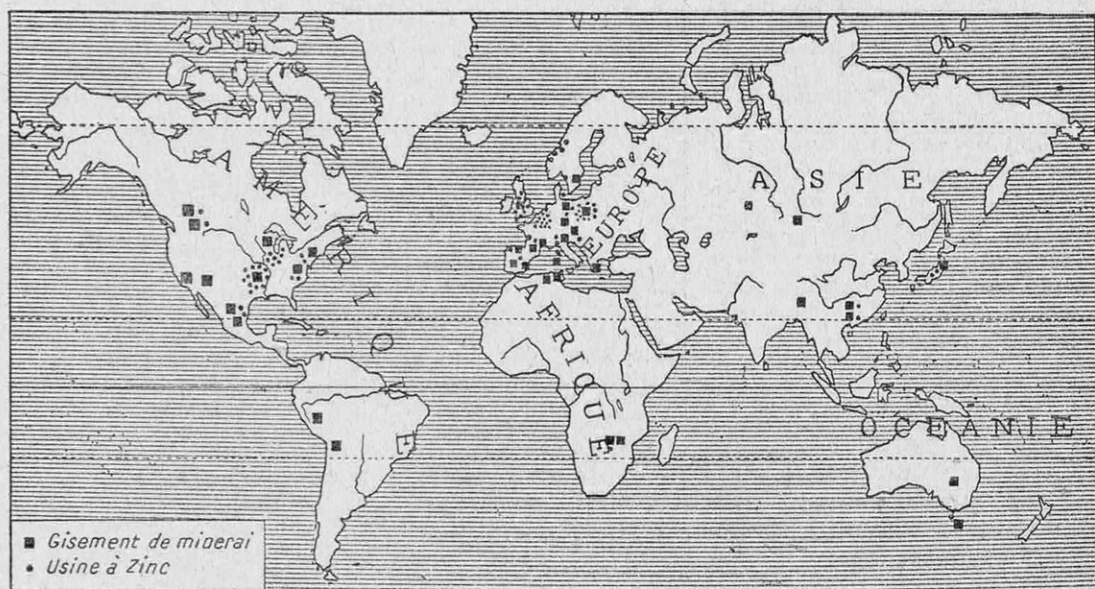 AMERIQUE
EUROPE
ASIE
AFRIQUE
OCEANIE
Gisement de minerai
Usine à Zinc